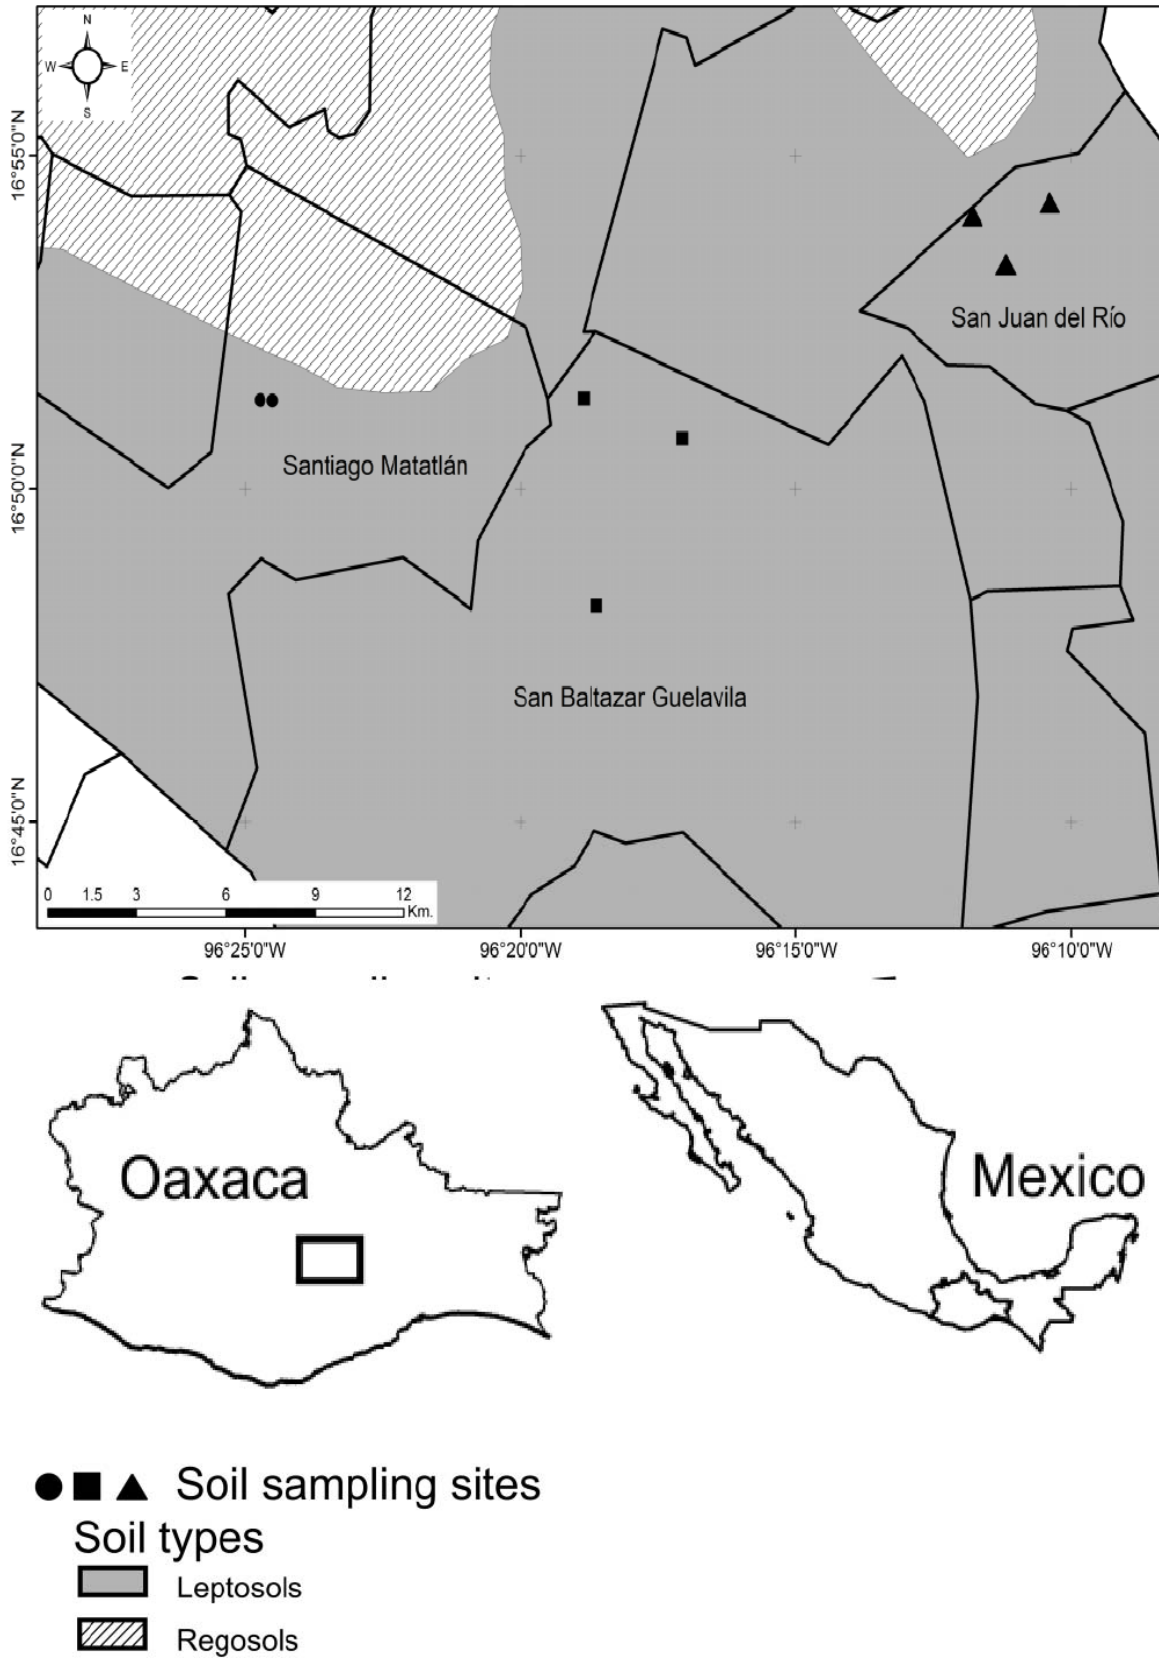 N
W E
S
16°55'0"N
San Juan del Río
Santiago Matatlán
16°50'0"N
San Baltazar Guelavila
16°45'0"N
0 1.5 3 6 9 12
Km.
96°25'0"W 96°20'0"W 96°15'0"W 96°10'0"W
Oaxaca
Mexico
Soil sampling sites
Soil types
Leptosols
Regosols